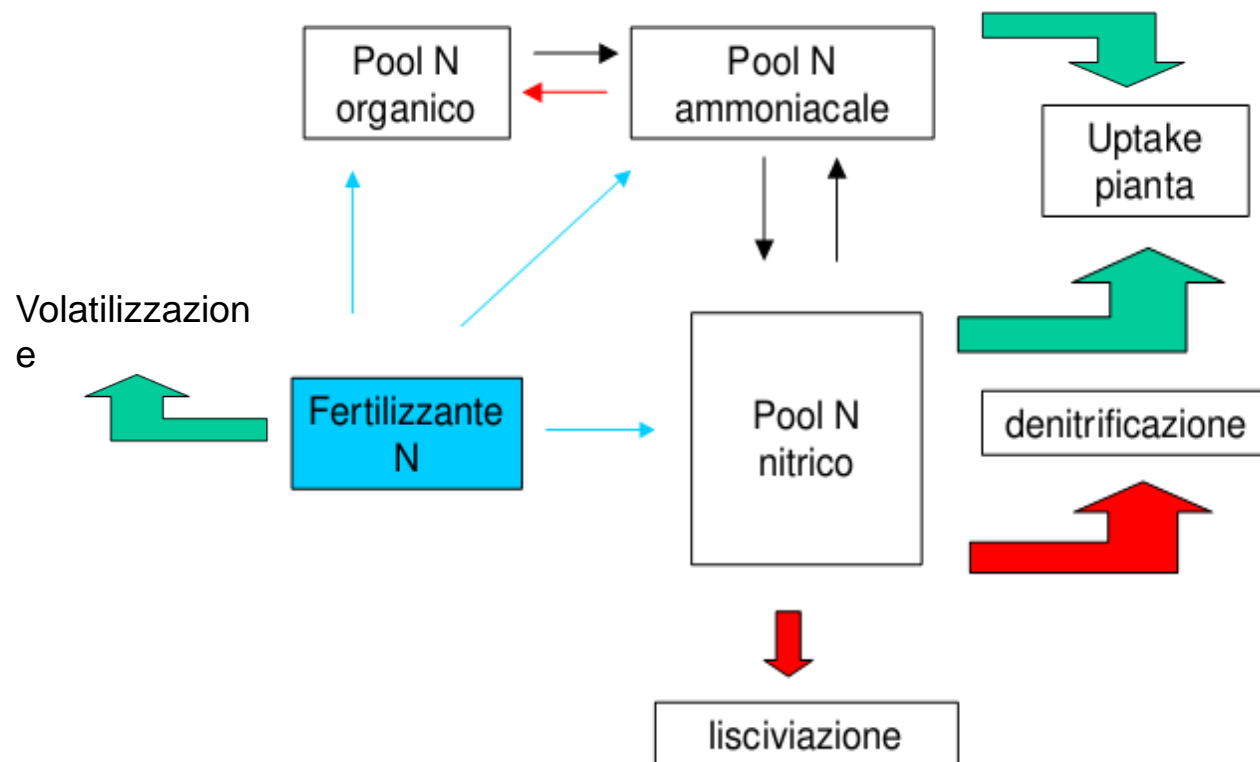 Pool N
organico
Pool N
ammoniacale
Uptake
pianta
Volatilizzazion
e
Fertilizzante
N
Pool N
nitrico
denitrificazione
lisciviazione